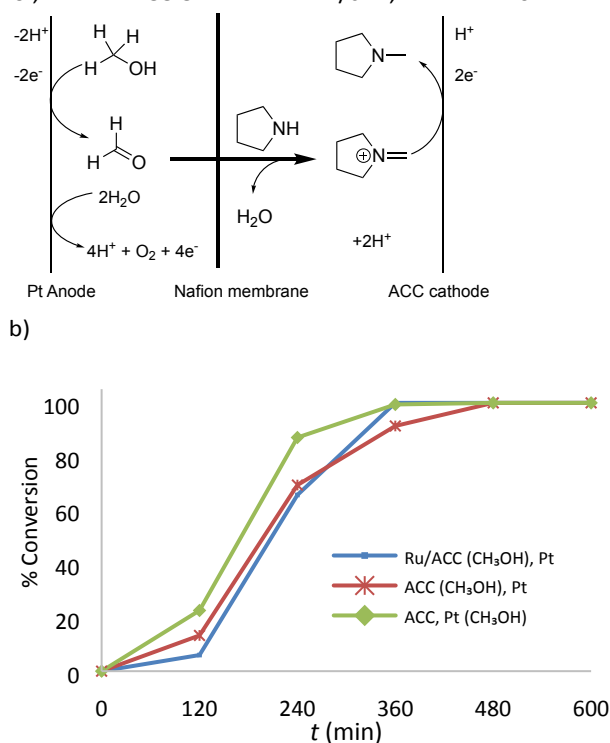 -2H⁺
-2e⁻
H
H
OH
H
H
O
2H₂O
4H⁺ + O₂ + 4e⁻
NH
H₂O
N
N
+
+2H⁺
H⁺
2e⁻
Pt Anode
Nafion membrane
ACC cathode
b)
% Conversion
100
80
60
40
20
0
Ru/ACC (CH₃OH), Pt
ACC (CH₃OH), Pt
ACC, Pt (CH₃OH)
0 120 240 360 480 600
t (min)